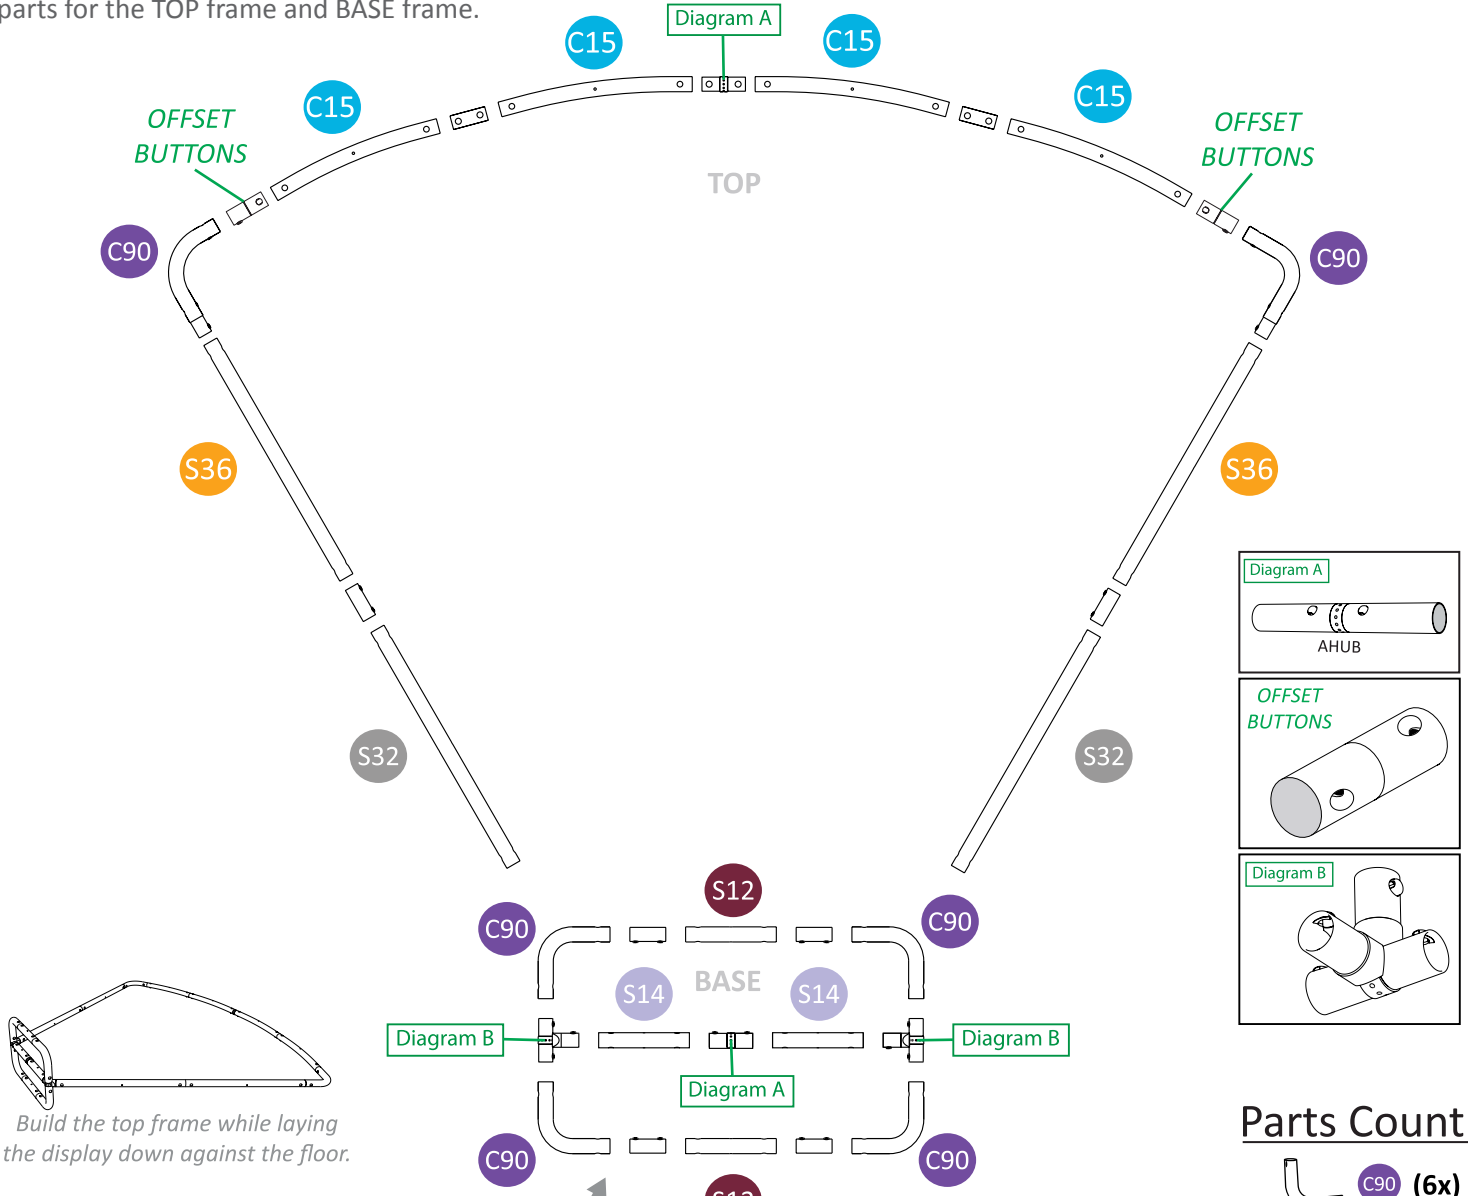 parts for the TOP frame and BASE frame.
Diagram A
C15
C15
C15
C15
OFFSET
BUTTONS
OFFSET
BUTTONS
TOP
C90
C90
S36
S36
Diagram A
AHUB
OFFSET
BUTTONS
S32
S32
Diagram B
S12
C90
C90
BASE
S14
S14
Diagram B
Diagram B
Diagram A
Build the top frame while laying
the display down against the floor.
C90
C90
S12
Parts Count
C90 (6x)